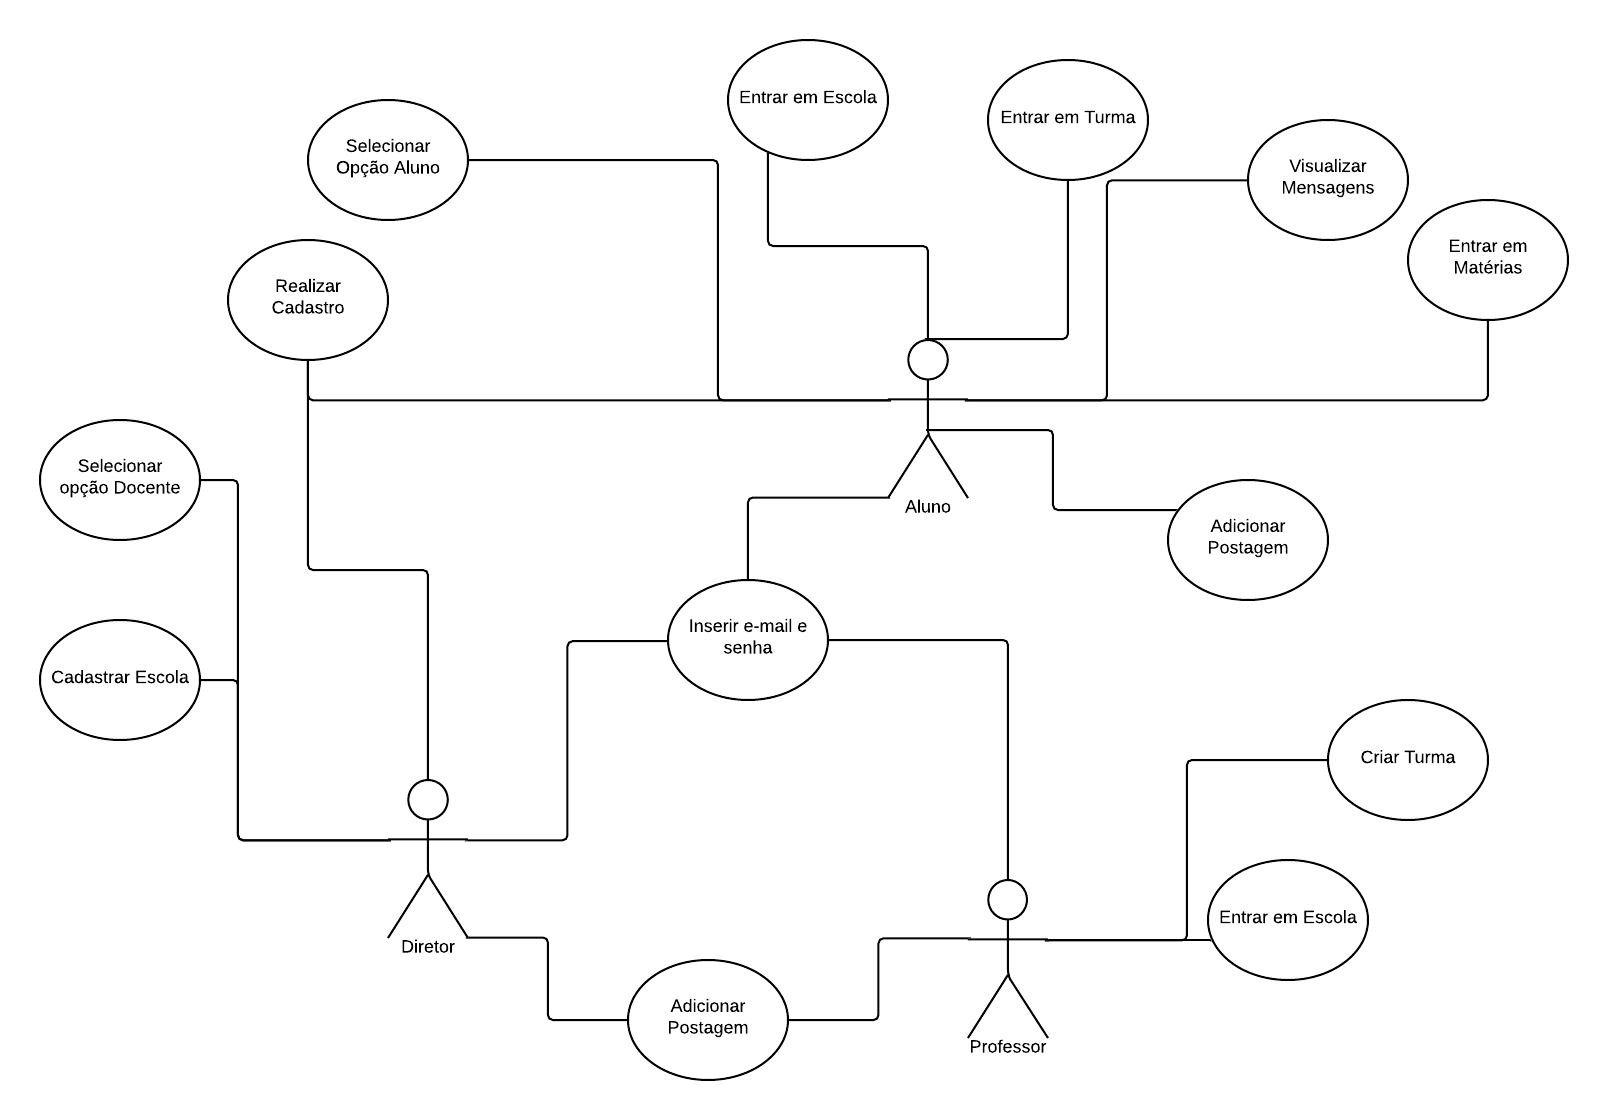 Entrar em Escola
Entrar em Turma
Selecionar
Opção Aluno
Visualizar
Mensagens
Entrar em
Matérias
Realizar
Cadastro
Selecionar
opção Docente
Aluno
Adicionar
Postagem
Inserir e-mail e
senha
Cadastrar Escola
Criar Turma
Entrar em Escola
Diretor
Adicionar
Postagem
Professor